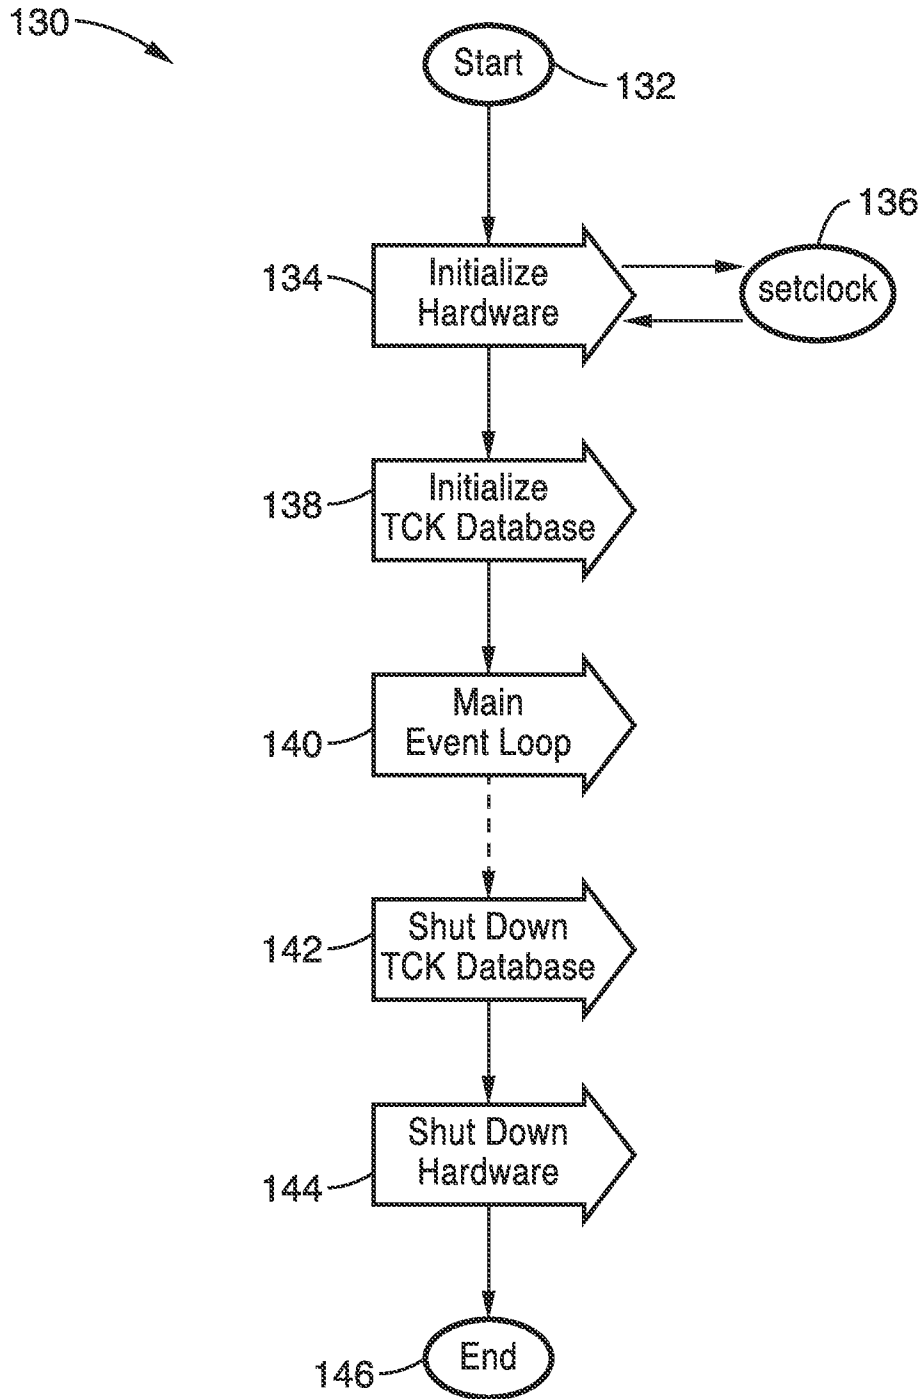 130
Start
132
136
134
Initialize
Hardware
setclock
138
Initialize
TCK Database
140
Main
Event Loop
142
Shut Down
TCK Database
144
Shut Down
Hardware
146
End